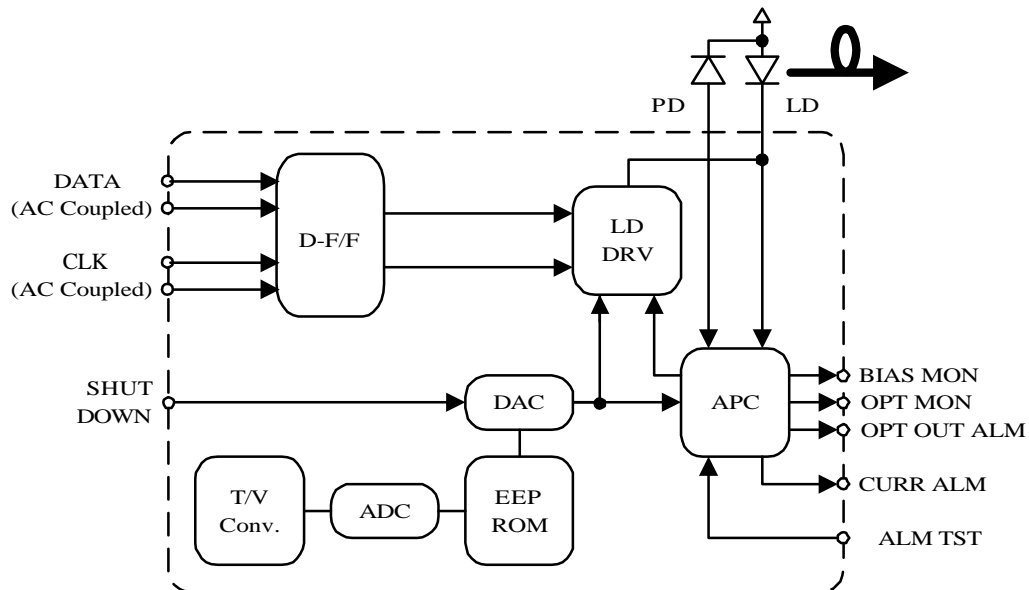 PD
LD
DATA
(AC Coupled)
CLK
(AC Coupled)
D-F/F
LD
DRV
SHUT
DOWN
DAC
APC
BIAS MON
OPT MON
OPT OUT ALM
CURR ALM
ALM TST
T/V
Conv.
ADC
EEP
ROM